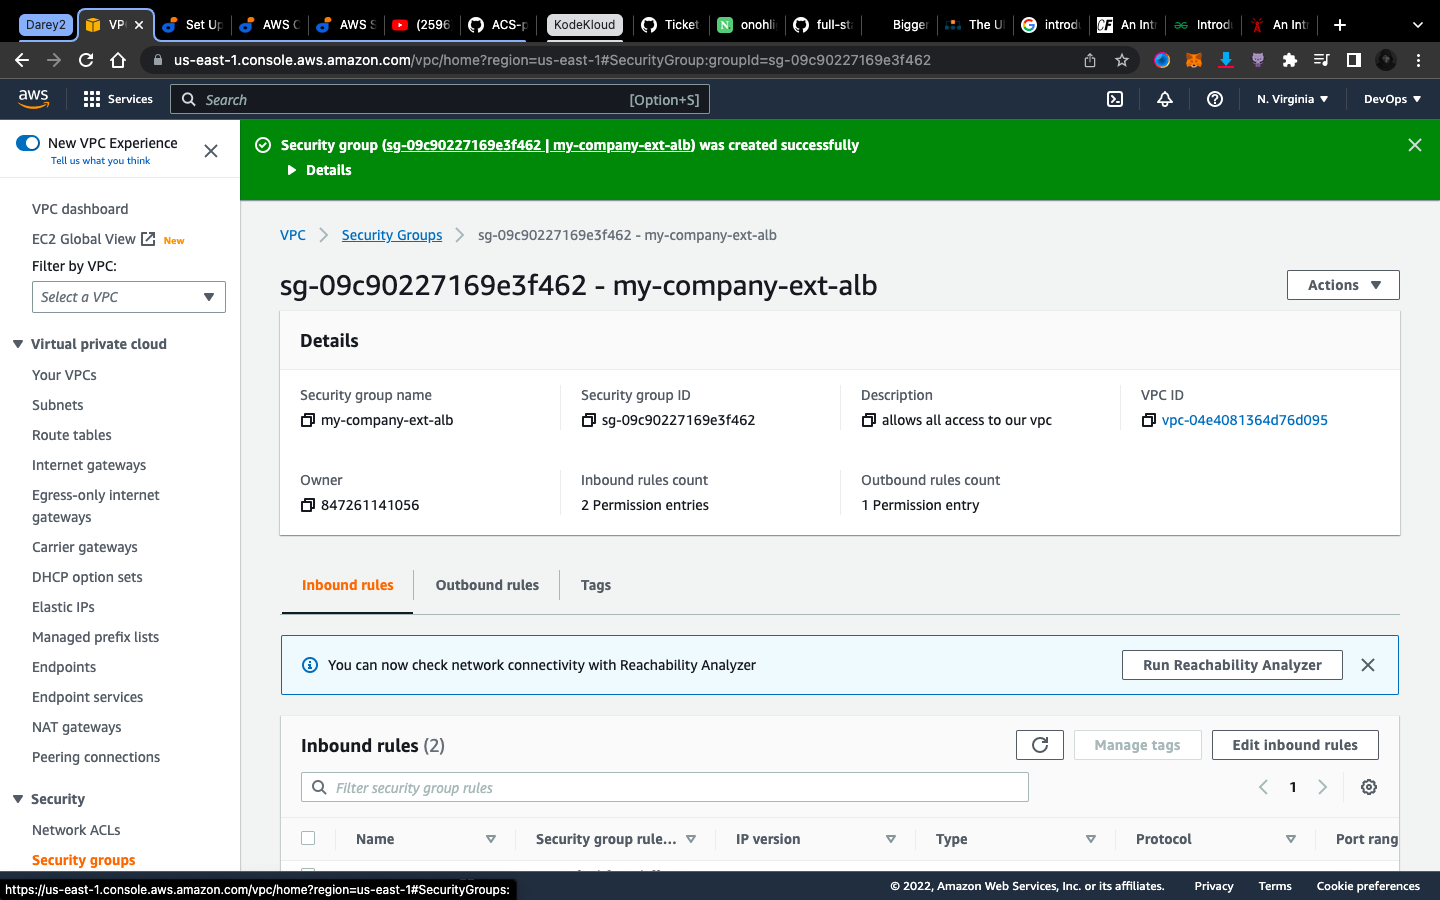 Darey2
VPC
Set Up
AWS C
AWS S
(2596
ACS-p
KodeKloud
Ticket
onohli
full-sta
Bigger
The Ul
introdu
An Intr
Introdu
An Intr
us-east-1.console.aws.amazon.com/vpc/home?region=us-east-1#SecurityGroup:groupId=sg-09c90227169e3f462
aws
Services
Search
[Option+S]
N. Virginia
DevOps
New VPC Experience
Tell us what you think
VPC dashboard
EC2 Global View
New
Filter by VPC:
Select a VPC
Virtual private cloud
Your VPCs
Subnets
Route tables
Internet gateways
Egress-only internet
gateways
Carrier gateways
DHCP option sets
Elastic IPs
Managed prefix lists
Endpoints
Endpoint services
NAT gateways
Peering connections
Security
Network ACLs
Security groups
Security group (sg-09c90227169e3f462 | my-company-ext-alb) was created successfully
Details
VPC
Security Groups
sg-09c90227169e3f462 - my-company-ext-alb
sg-09c90227169e3f462 - my-company-ext-alb
Actions
Details
Security group name
my-company-ext-alb
Security group ID
sg-09c90227169e3f462
Description
allows all access to our vpc
VPC ID
vpc-04e4081364d76d095
Owner
847261141056
Inbound rules count
2 Permission entries
Outbound rules count
1 Permission entry
Inbound rules
Outbound rules
Tags
You can now check network connectivity with Reachability Analyzer
Run Reachability Analyzer
Inbound rules (2)
Manage tags
Edit inbound rules
Filter security group rules
1
Name
Security group rule...
IP version
Type
Protocol
Port rang
https://us-east-1.console.aws.amazon.com/vpc/home?region=us-east-1#SecurityGroups:
© 2022, Amazon Web Services, Inc. or its affiliates.
Privacy
Terms
Cookie preferences